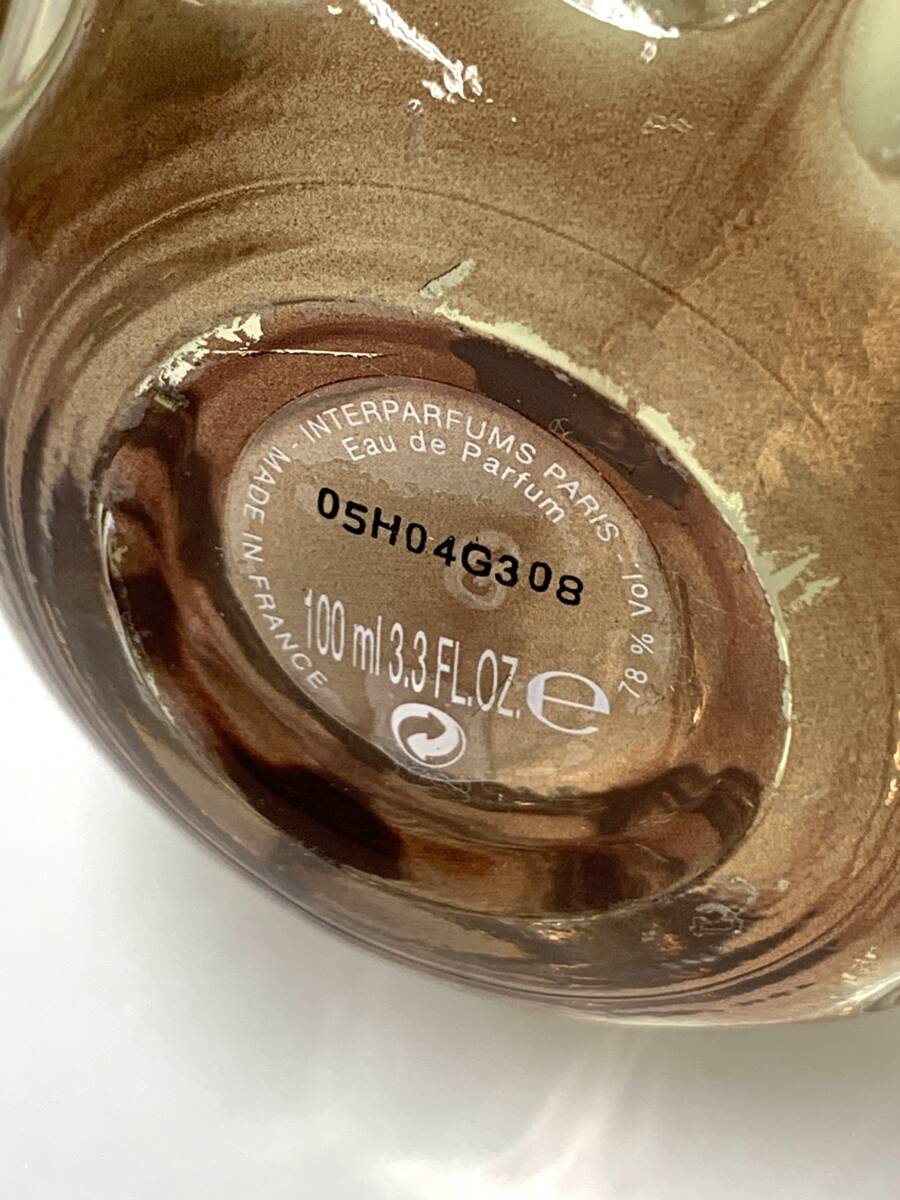 MADE IN FRANCE - INTERPARFUMS PARIS - 78 % Vol -
Eau de Parfum
05H04G308
100 ml 3.3 FL.OZ. e